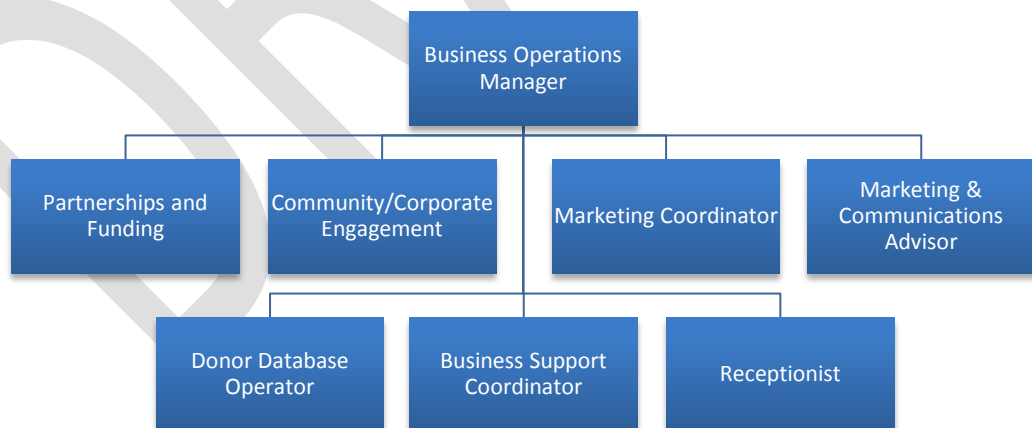 Business Operations
Manager
Partnerships and
Funding
Community/Corporate
Engagement
Marketing Coordinator
Marketing &
Communications
Advisor
Donor Database
Operator
Business Support
Coordinator
Receptionist